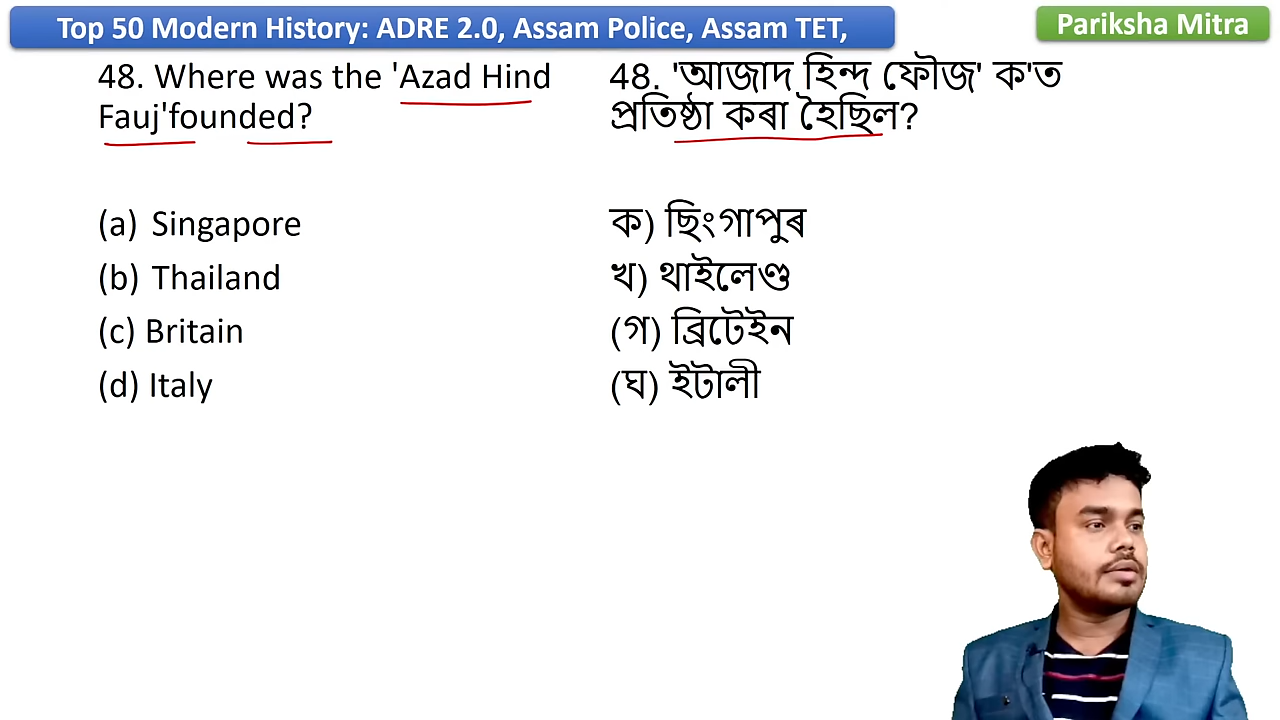 Top 50 Modern History: ADRE 2.0, Assam Police, Assam TET,
Pariksha Mitra
48. Where was the 'Azad Hind
Fauj'founded?
(a) Singapore
(b) Thailand
(c) Britain
(d) Italy
48. 'আজাদ হিন্দ ফৌজ' ক'ত
প্ৰতিষ্ঠা কৰা হৈছিল?
ক) ছিংগাপুৰ
খ) থাইলেণ্ড
(গ) ব্ৰিটেইন
(ঘ) ইটালী